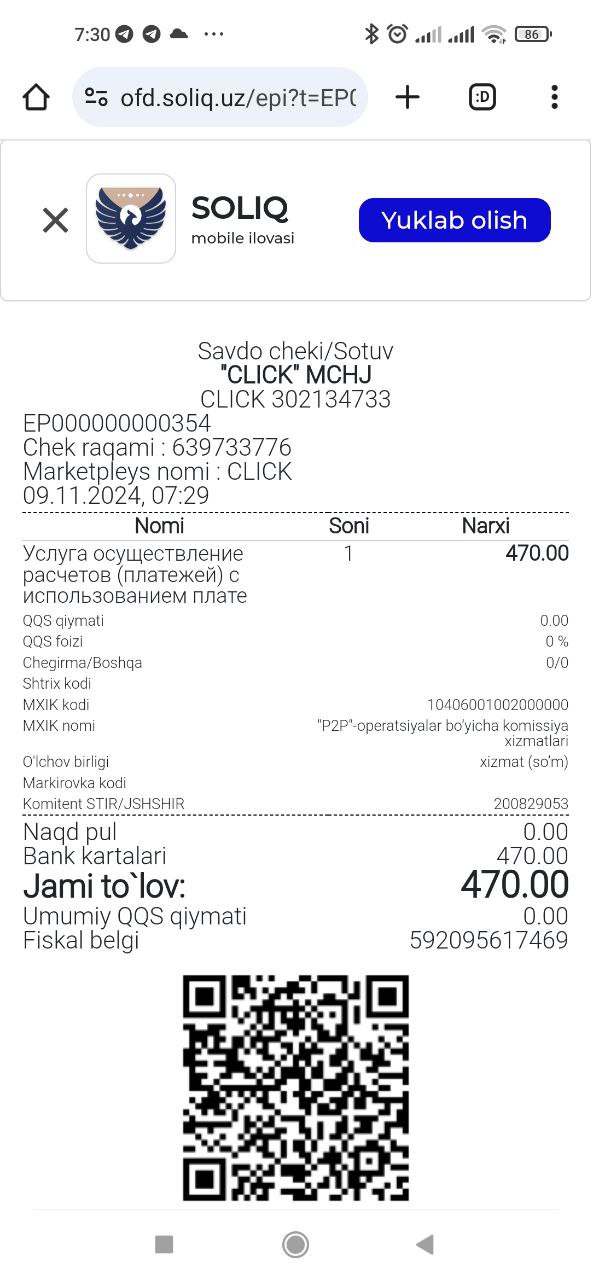 7:30
86
ofd.soliq.uz/epi?t=EP0
:D
SOLIQ
mobile ilovasi
Yuklab olish
Savdo cheki/Sotuv
"CLICK" MCHJ
CLICK 302134733
EP000000000354
Chek raqami : 639733776
Marketpleys nomi : CLICK
09.11.2024, 07:29
Nomi Soni Narxi
Услуга осуществление 1 470.00
расчетов (платежей) с
использованием плате
QQS qiymati 0.00
QQS foizi 0 %
Chegirma/Boshqa 0/0
Shtrix kodi
MXIK kodi 10406001002000000
MXIK nomi "P2P"-operatsiyalar bo‘yicha komissiya
xizmatlari
O'lchov birligi xizmat (so‘m)
Markirovka kodi
Komitent STIR/JSHSHIR 200829053
Naqd pul 0.00
Bank kartalari 470.00
Jami to`lov: 470.00
Umumiy QQS qiymati 0.00
Fiskal belgi 592095617469